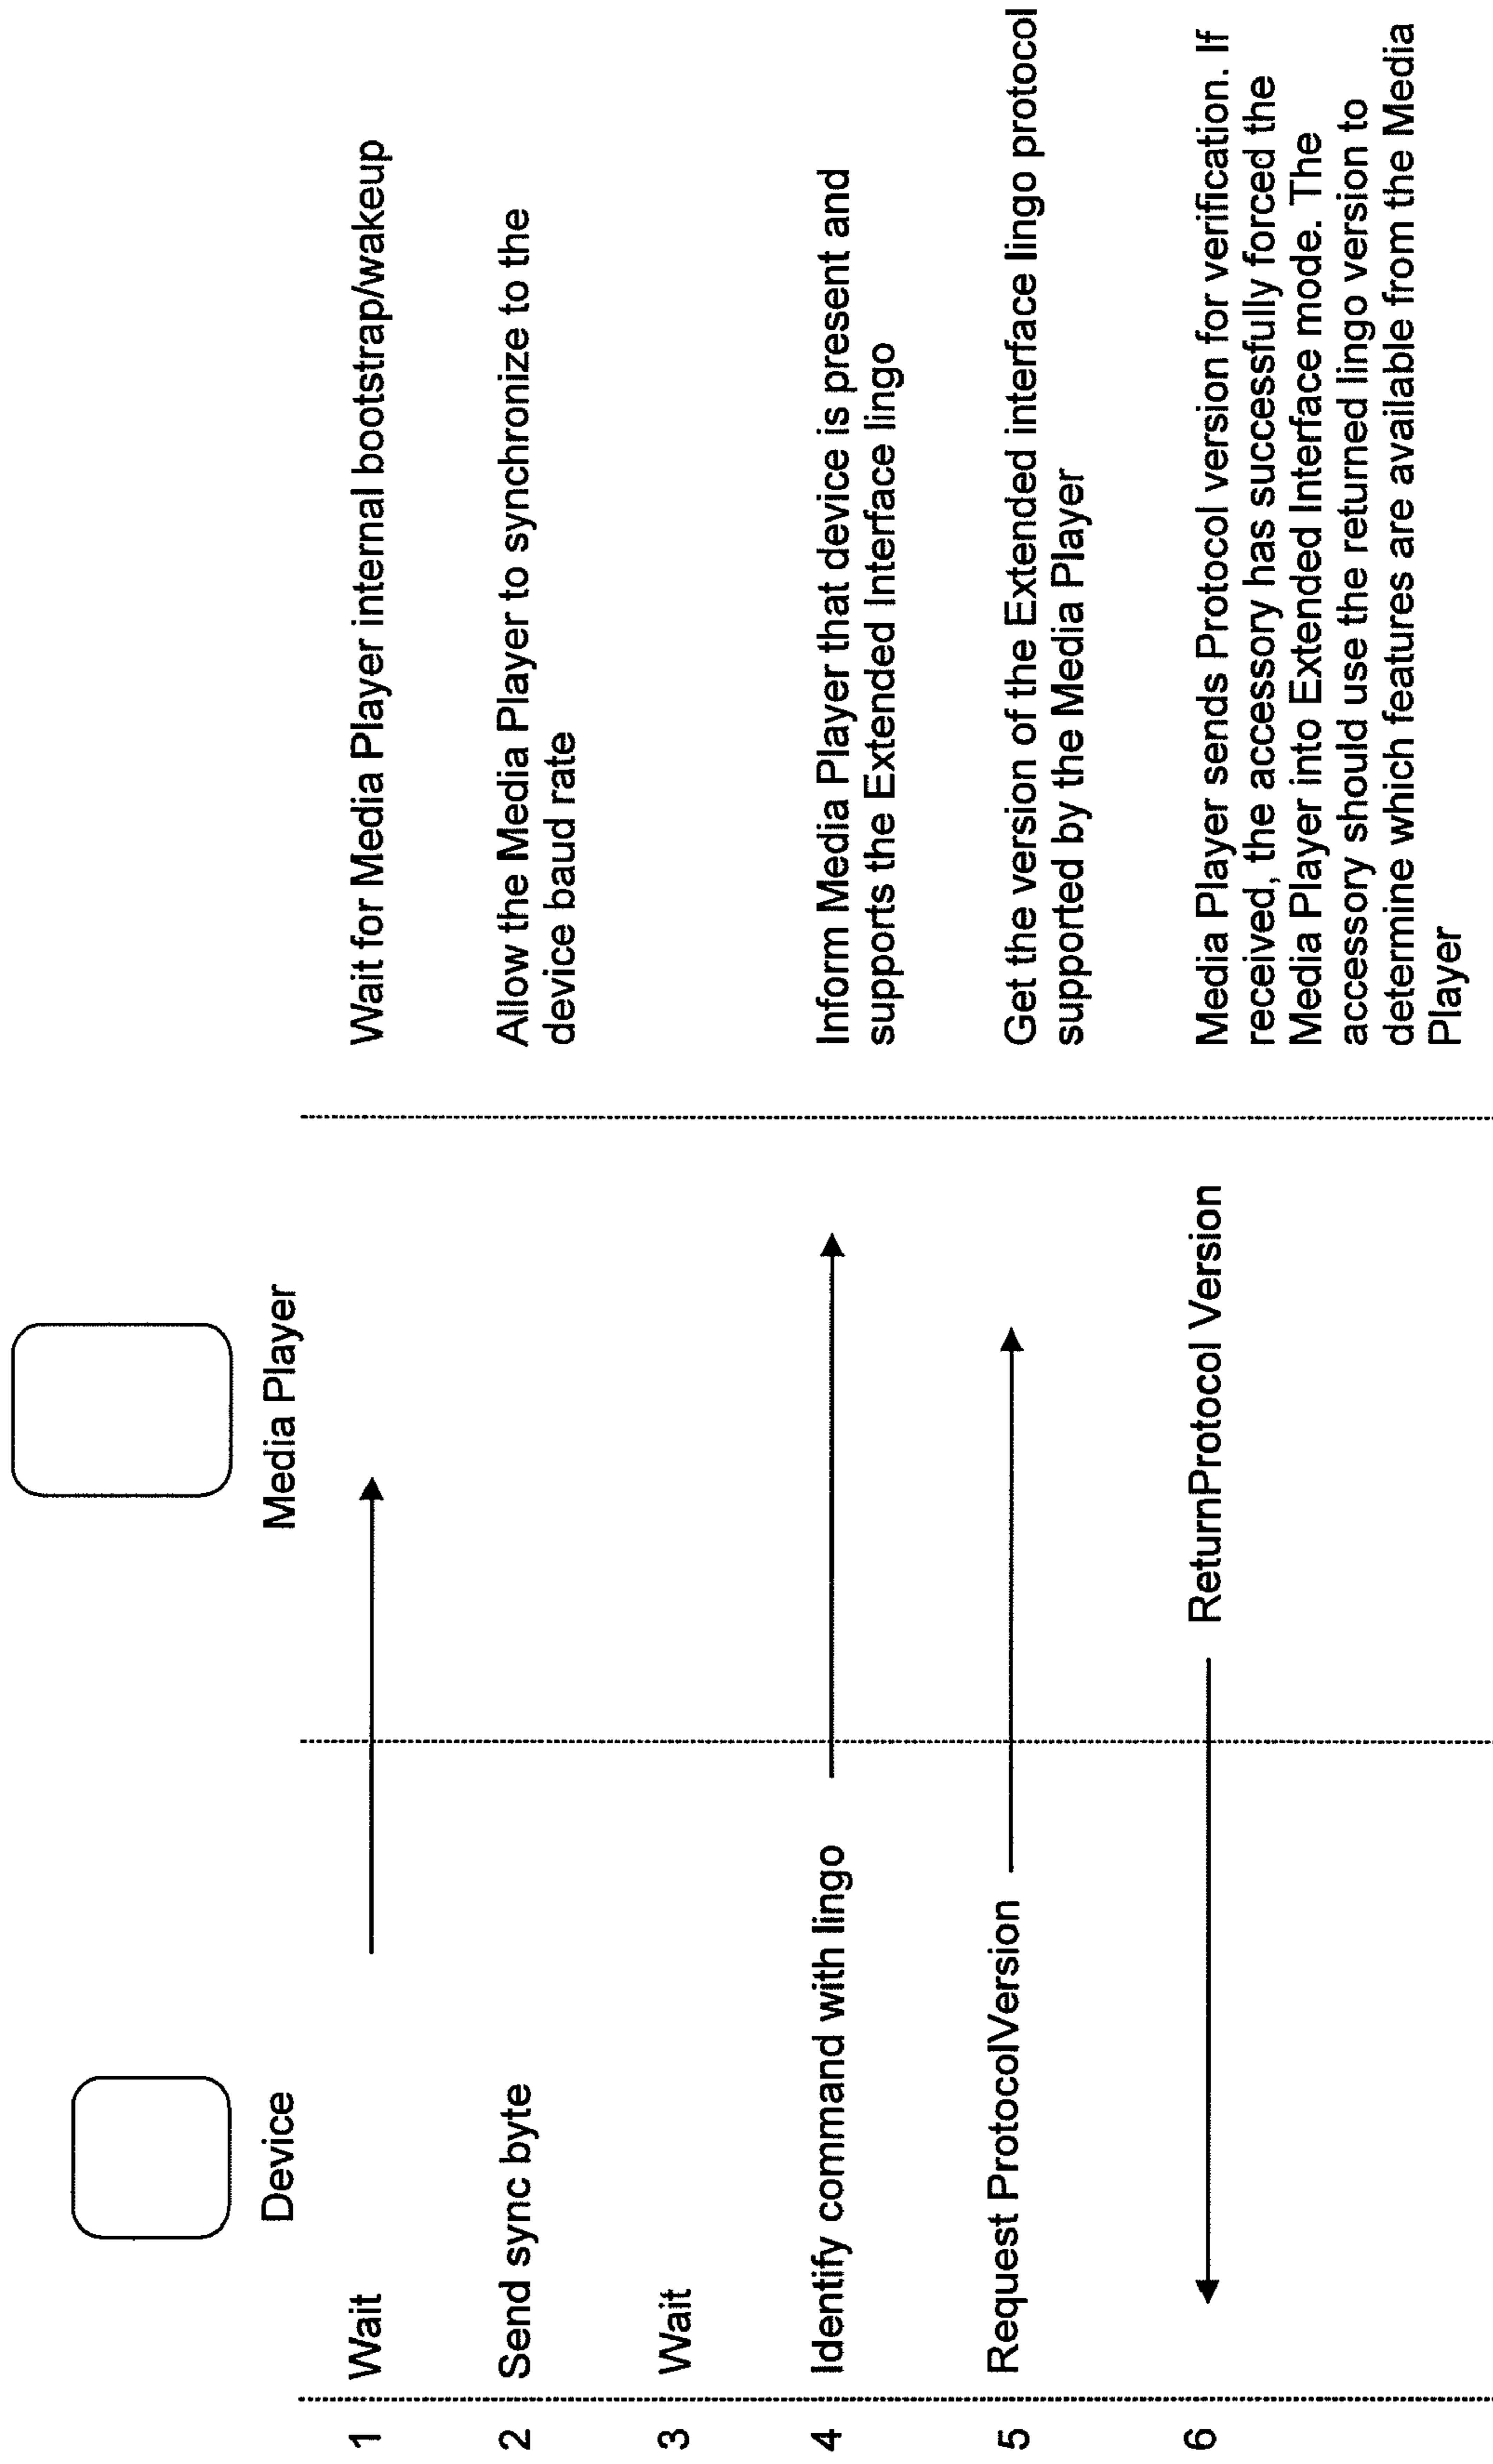 Device
Media Player
1
Wait
Wait for Media Player internal bootstrap/wakeup
2
Send sync byte
Allow the Media Player to synchronize to the
device baud rate
3
Wait
4
Identify command with lingo
Inform Media Player that device is present and
supports the Extended Interface lingo
5
Request ProtocolVersion
Get the version of the Extended interface lingo protocol
supported by the Media Player
6
ReturnProtocol Version
Media Player sends Protocol version for verification. If
received, the accessory has successfully forced the
Media Player into Extended Interface mode. The
accessory should use the returned lingo version to
determine which features are available from the Media
Player